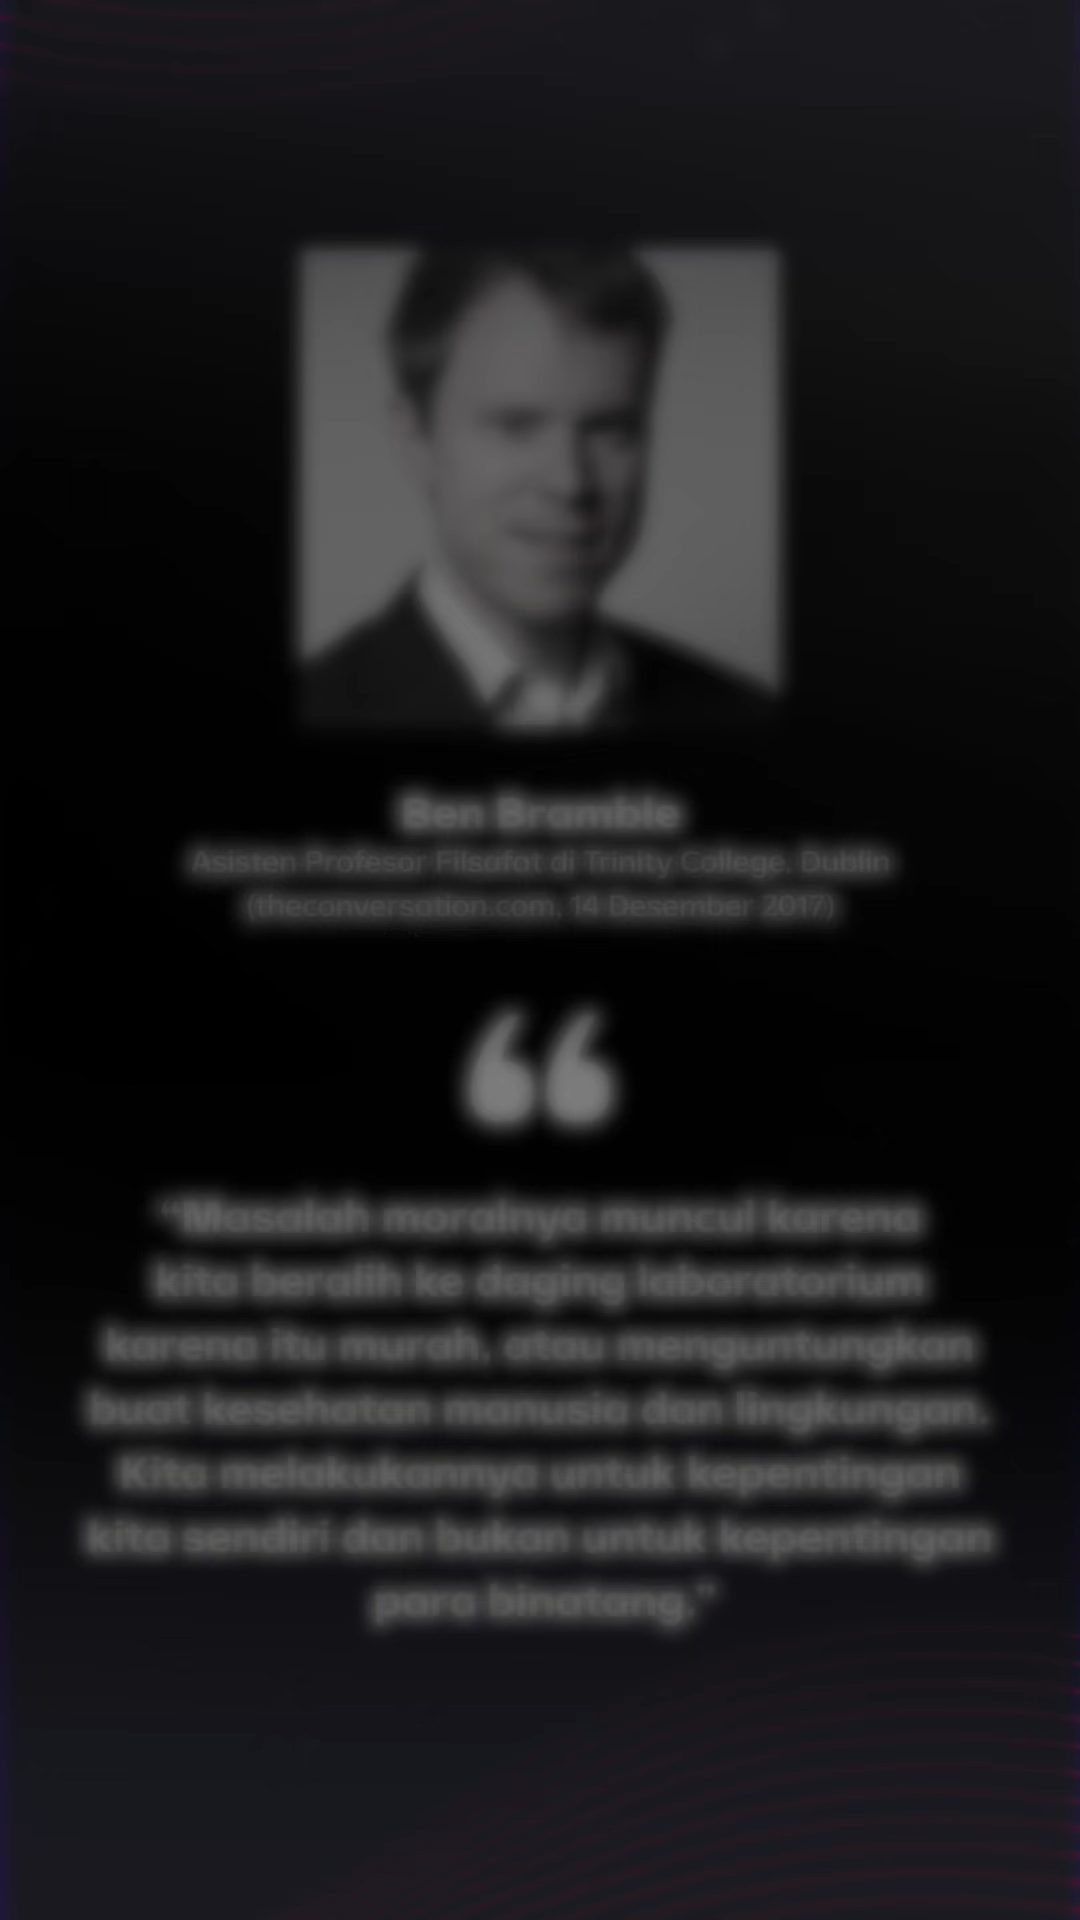 Ben Bramble
Asisten Profesor Filsafat di Trinity College, Dublin
(theconversation.com, 14 Desember 2017)
“
“Masalah moralnya muncul karena
kita beralih ke daging laboratorium
karena itu murah, atau menguntungkan
buat kesehatan manusia dan lingkungan.
Kita melakukannya untuk kepentingan
kita sendiri dan bukan untuk kepentingan
para binatang.”